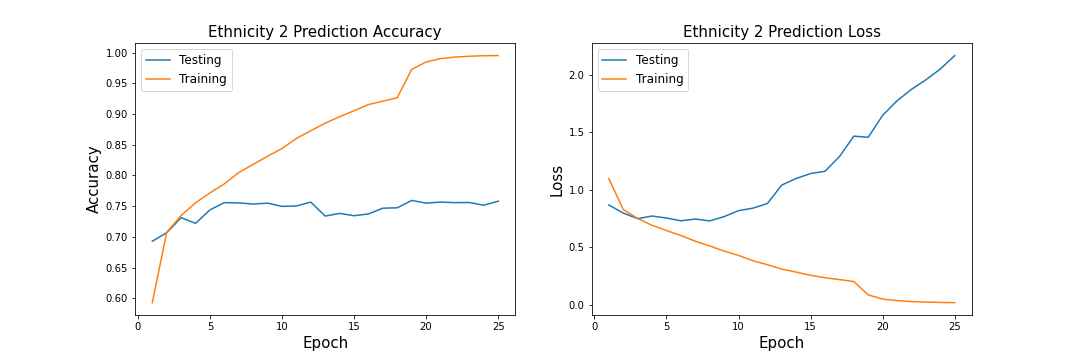 Ethnicity 2 Prediction Accuracy
Testing
Training
1.00
0.95
0.90
0.85
0.80
0.75
0.70
0.65
0.60
Accuracy
0 5 10 15 20 25
Epoch
Ethnicity 2 Prediction Loss
Testing
Training
2.0
1.5
1.0
0.5
0.0
Loss
0 5 10 15 20 25
Epoch